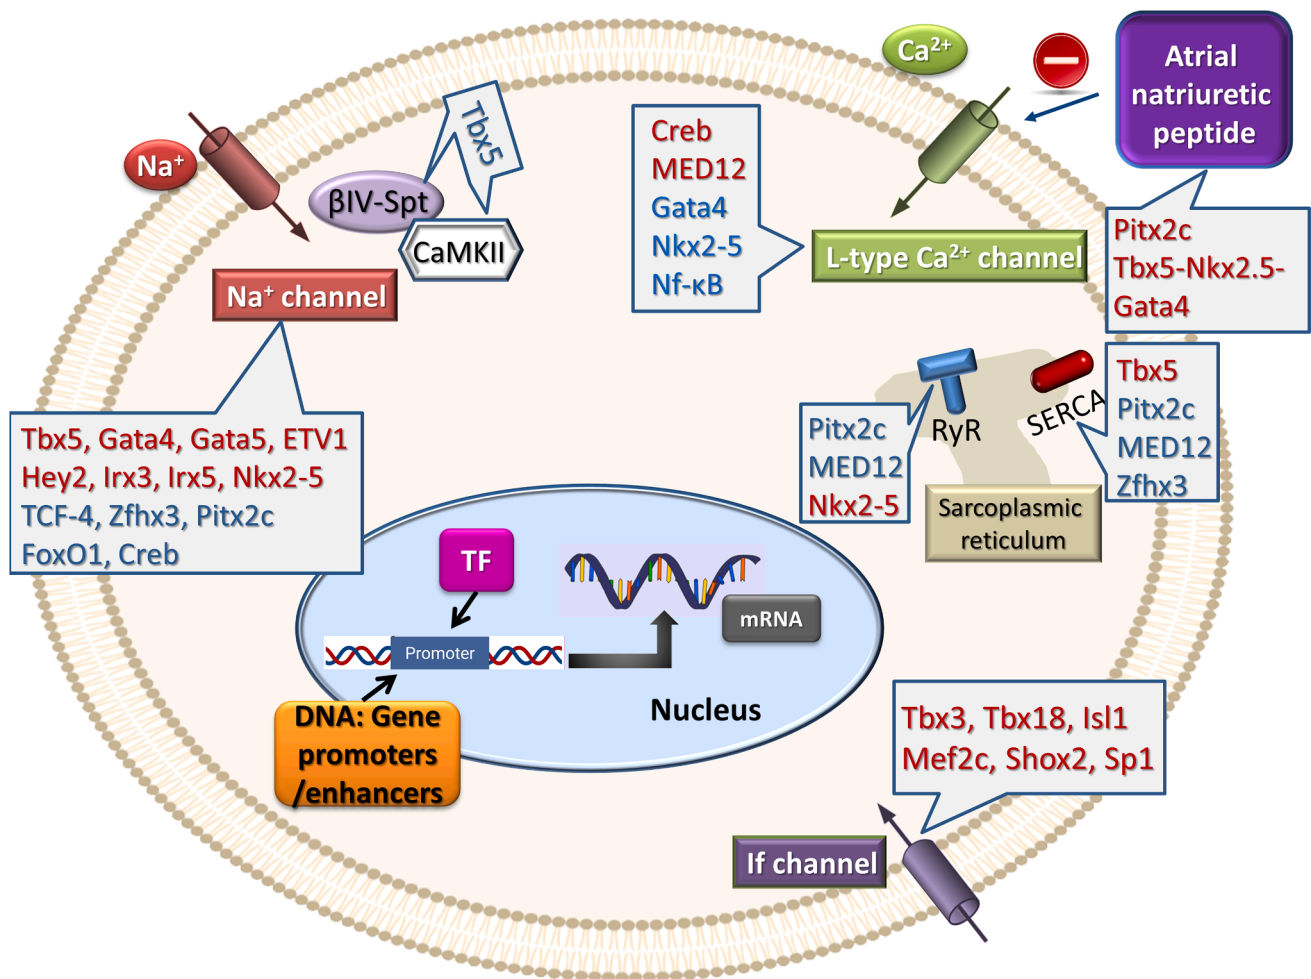 Ca²⁺
Atrial
natriuretic
peptide
Na⁺
Tbx5
βIV-Spt
CaMKII
Creb
MED12
Gata4
Nkx2-5
Nf-κB
L-type Ca²⁺ channel
Pitx2c
Tbx5-Nkx2.5-
Gata4
Na⁺ channel
Tbx5, Gata4, Gata5, ETV1
Hey2, Irx3, Irx5, Nkx2-5
TCF-4, Zfhx3, Pitx2c
FoxO1, Creb
Pitx2c
MED12
Nkx2-5
RyR
SERCA
Tbx5
Pitx2c
MED12
Zfhx3
Sarcoplasmic
reticulum
TF
mRNA
Promoter
Nucleus
DNA: Gene
promoters
/enhancers
Tbx3, Tbx18, Isl1
Mef2c, Shox2, Sp1
If channel